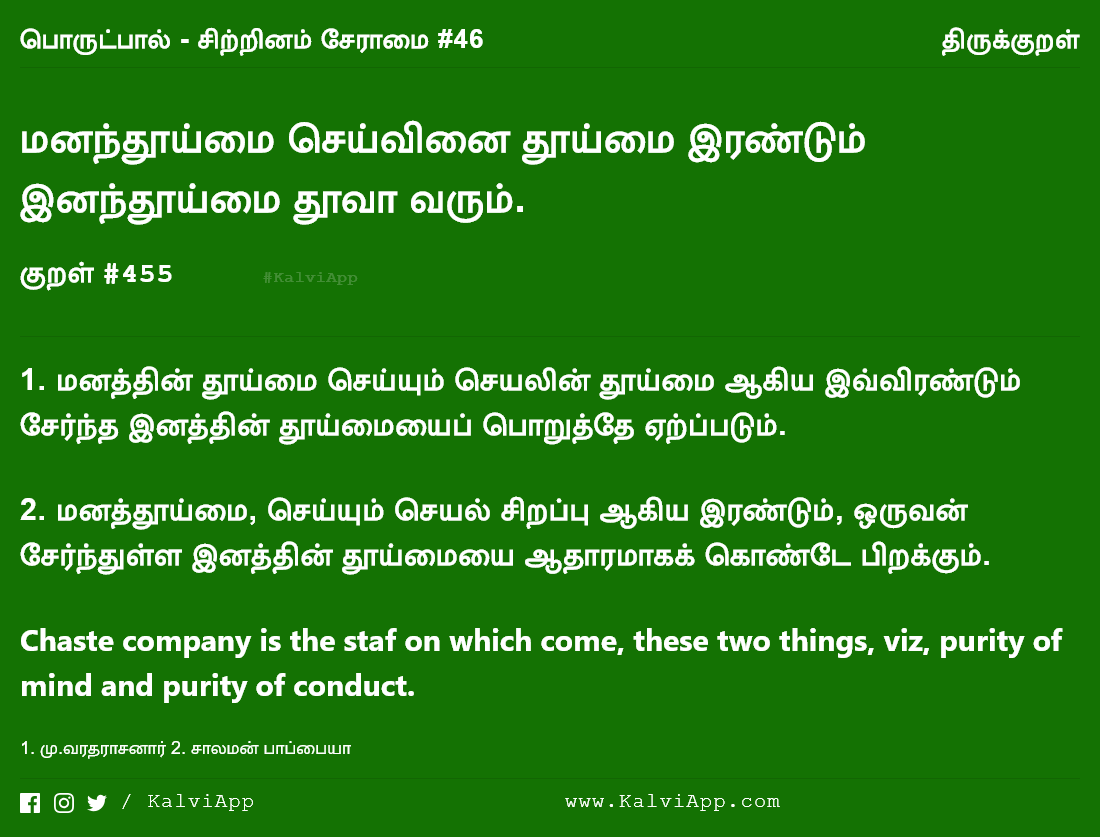 பொருட்பால் - சிற்றினம் சேராமை #46
திருக்குறள்
மனந்தூய்மை செய்வினை தூய்மை இரண்டும்
இனந்தூய்மை தூவா வரும்.
குறள் #455
#KalviApp
1. மனத்தின் தூய்மை செய்யும் செயலின் தூய்மை ஆகிய இவ்விரண்டும்
சேர்ந்த இனத்தின் தூய்மையைப் பொறுத்தே ஏற்ப்படும்.
2. மனத்தூய்மை, செய்யும் செயல் சிறப்பு ஆகிய இரண்டும், ஒருவன்
சேர்ந்துள்ள இனத்தின் தூய்மையை ஆதாரமாகக் கொண்டே பிறக்கும்.
Chaste company is the staf on which come, these two things, viz, purity of
mind and purity of conduct.
1. மு.வரதராசனார் 2. சாலமன் பாப்பையா
/ KalviApp
www.KalviApp.com